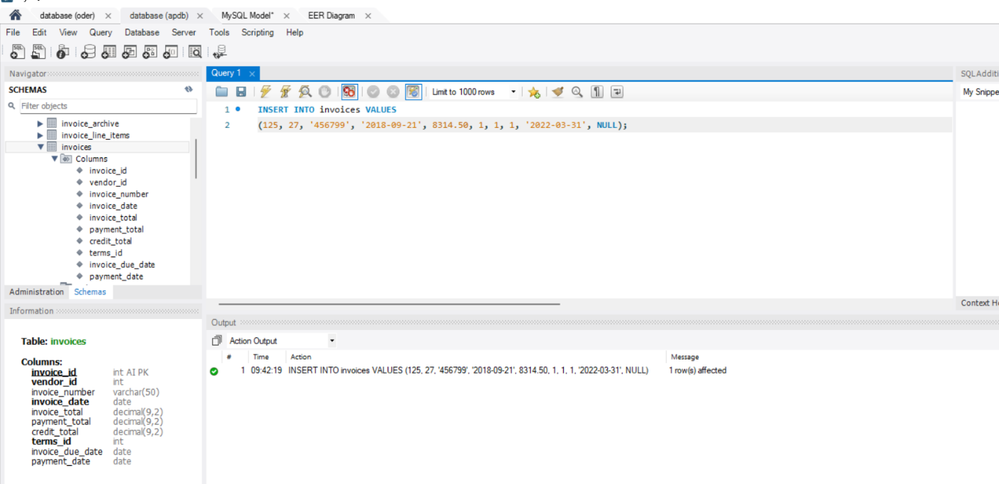 database (oder) × database (apdb) × MySQL Model* × EER Diagram ×
File Edit View Query Database Server Tools Scripting Help
Navigator
SCHEMAS
Filter objects
invoice_archive
invoice_line_items
invoices
Columns
invoice_id
vendor_id
invoice_number
invoice_date
invoice_total
payment_total
credit_total
terms_id
invoice_due_date
payment_date
Administration Schemas
Information
Table: invoices
Columns:
invoice_id int AI PK
vendor_id int
invoice_number varchar(50)
invoice_date date
invoice_total decimal(9,2)
payment_total decimal(9,2)
credit_total decimal(9,2)
terms_id int
invoice_due_date date
payment_date date
Query 1 ×
Limit to 1000 rows
1 INSERT INTO invoices VALUES
2 (125, 27, '456799', '2018-09-21', 8314.50, 1, 1, 1, '2022-03-31', NULL);
Output
Action Output
# Time Action Message
1 09:42:19 INSERT INTO invoices VALUES (125, 27, '456799', '2018-09-21', 8314.50, 1, 1, 1, '2022-03-31', NULL) 1 row(s) affected
SQLAdditi
My Snippe
Context H